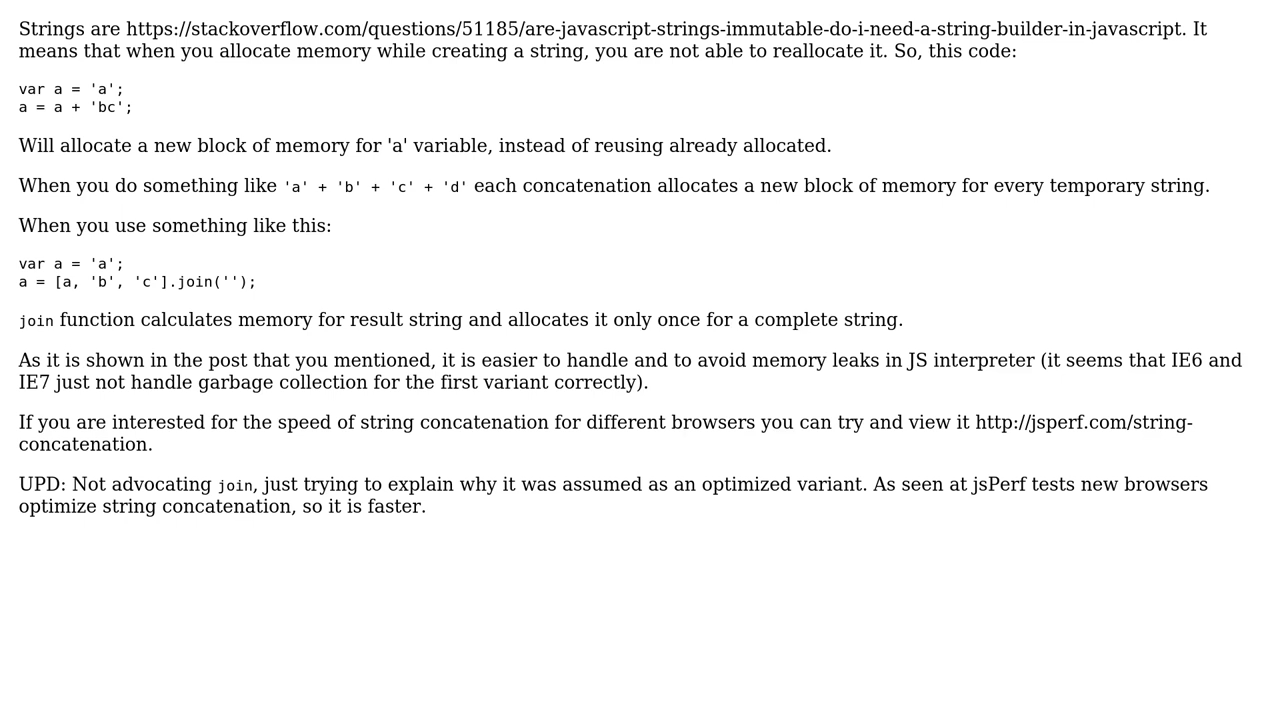 Strings are https://stackoverflow.com/questions/51185/are-javascript-strings-immutable-do-i-need-a-string-builder-in-javascript. It
means that when you allocate memory while creating a string, you are not able to reallocate it. So, this code:
var a = 'a';
a = a + 'bc';
Will allocate a new block of memory for 'a' variable, instead of reusing already allocated.
When you do something like 'a' + 'b' + 'c' + 'd' each concatenation allocates a new block of memory for every temporary string.
When you use something like this:
var a = 'a';
a = [a, 'b', 'c'].join('');
join function calculates memory for result string and allocates it only once for a complete string.
As it is shown in the post that you mentioned, it is easier to handle and to avoid memory leaks in JS interpreter (it seems that IE6 and
IE7 just not handle garbage collection for the first variant correctly).
If you are interested for the speed of string concatenation for different browsers you can try and view it http://jsperf.com/string-
concatenation.
UPD: Not advocating join, just trying to explain why it was assumed as an optimized variant. As seen at jsPerf tests new browsers
optimize string concatenation, so it is faster.